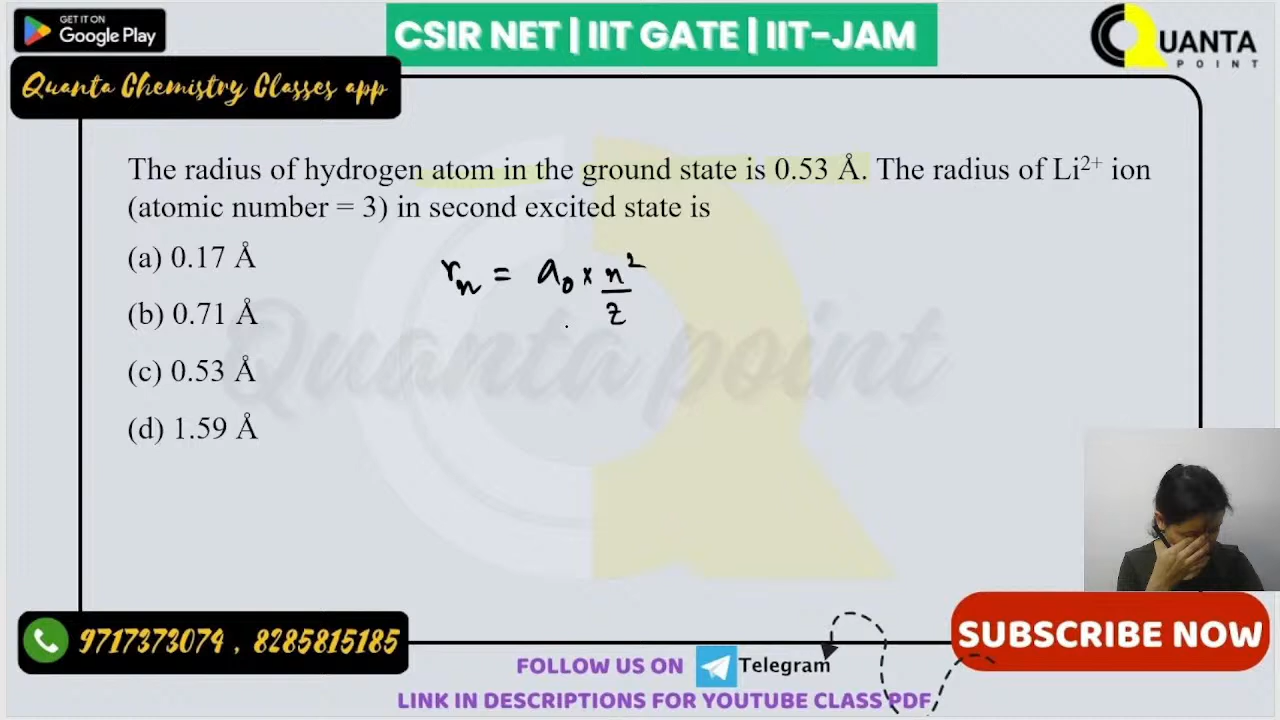 GET IT ON
Google Play
CSIR NET | IIT GATE | IIT-JAM
QUANTA
POINT
Quanta Chemistry Classes app
The radius of hydrogen atom in the ground state is 0.53 Å. The radius of Li²⁺ ion
(atomic number = 3) in second excited state is
(a) 0.17 Å
(b) 0.71 Å
(c) 0.53 Å
(d) 1.59 Å
rₙ = a₀ × n²/z
Quanta point
9717373074 , 8285815185
SUBSCRIBE NOW
FOLLOW US ON Telegram
LINK IN DESCRIPTIONS FOR YOUTUBE CLASS PDF